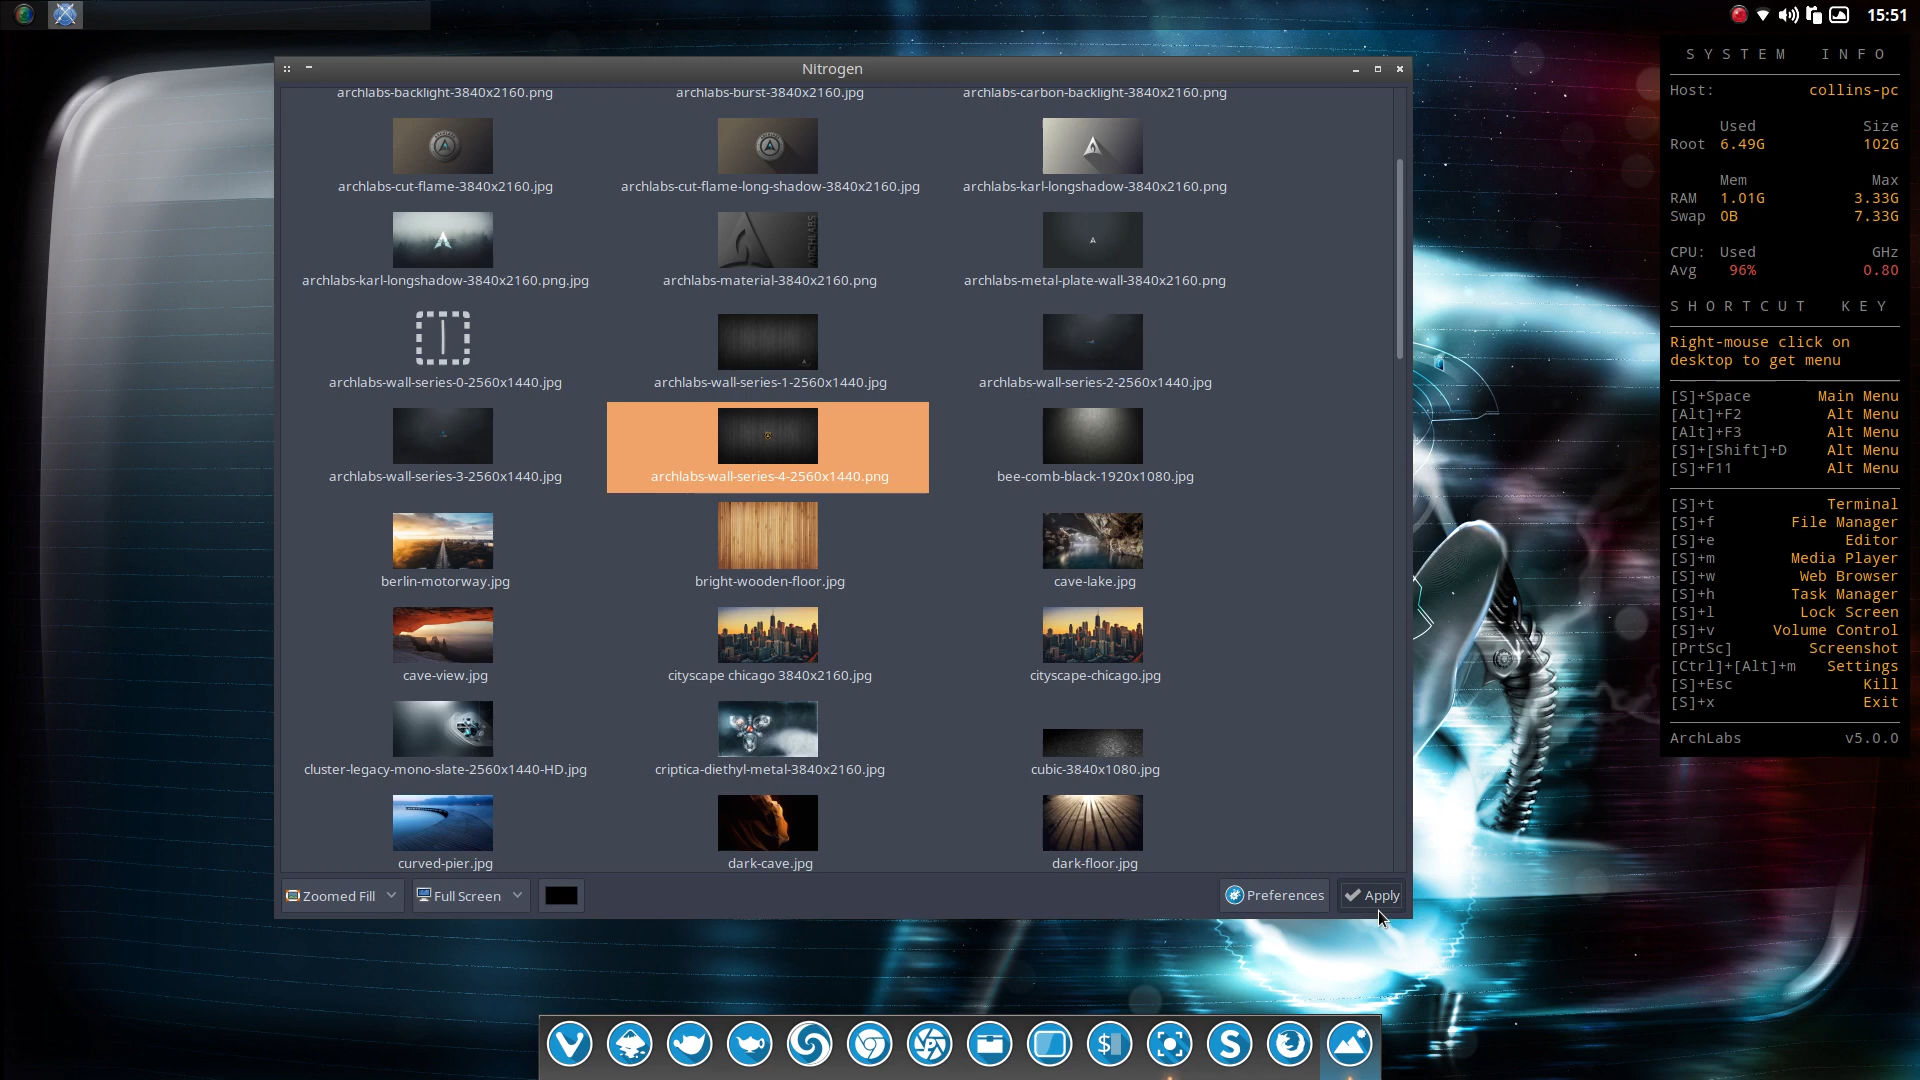 15:51
Nitrogen
archlabs-backlight-3840x2160.png archlabs-burst-3840x2160.jpg archlabs-carbon-backlight-3840x2160.png
archlabs-cut-flame-3840x2160.jpg archlabs-cut-flame-long-shadow-3840x2160.jpg archlabs-karl-longshadow-3840x2160.png
archlabs-karl-longshadow-3840x2160.png.jpg archlabs-material-3840x2160.png archlabs-metal-plate-wall-3840x2160.png
archlabs-wall-series-0-2560x1440.jpg archlabs-wall-series-1-2560x1440.jpg archlabs-wall-series-2-2560x1440.jpg
archlabs-wall-series-3-2560x1440.jpg archlabs-wall-series-4-2560x1440.png bee-comb-black-1920x1080.jpg
berlin-motorway.jpg bright-wooden-floor.jpg cave-lake.jpg
cave-view.jpg cityscape chicago 3840x2160.jpg cityscape-chicago.jpg
cluster-legacy-mono-slate-2560x1440-HD.jpg criptica-diethyl-metal-3840x2160.jpg cubic-3840x1080.jpg
curved-pier.jpg dark-cave.jpg dark-floor.jpg
Zoomed Fill Full Screen Preferences Apply
SYSTEM INFO
Host: collins-pc
Used Size
Root 6.49G 102G
Mem Max
RAM 1.01G 3.33G
Swap 0B 7.33G
CPU: Used GHz
Avg 96% 0.80
SHORTCUT KEY
Right-mouse click on
desktop to get menu
[S]+Space Main Menu
[Alt]+F2 Alt Menu
[Alt]+F3 Alt Menu
[S]+[Shift]+D Alt Menu
[S]+F11 Alt Menu
[S]+t Terminal
[S]+f File Manager
[S]+e Editor
[S]+m Media Player
[S]+w Web Browser
[S]+h Task Manager
[S]+l Lock Screen
[S]+v Volume Control
[PrtSc] Screenshot
[Ctrl]+[Alt]+m Settings
[S]+Esc Kill
[S]+x Exit
ArchLabs v5.0.0